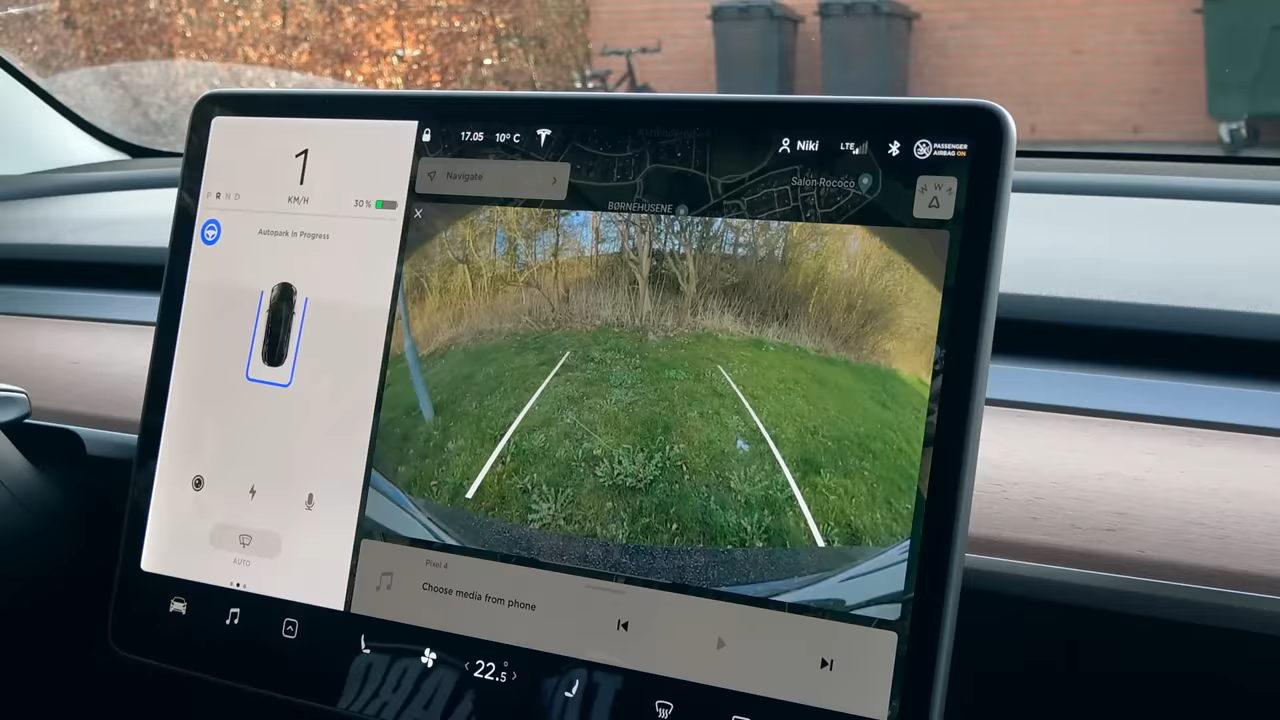 1
KM/H
P R N D
30 %
Autopark In Progress
AUTO
17.05 10° C
Niki
LTE
PASSENGER
AIRBAG ON
Navigate
Salon Rococo
BØRNEHUSENE
W W N
Pixel 4
Choose media from phone
22.5°